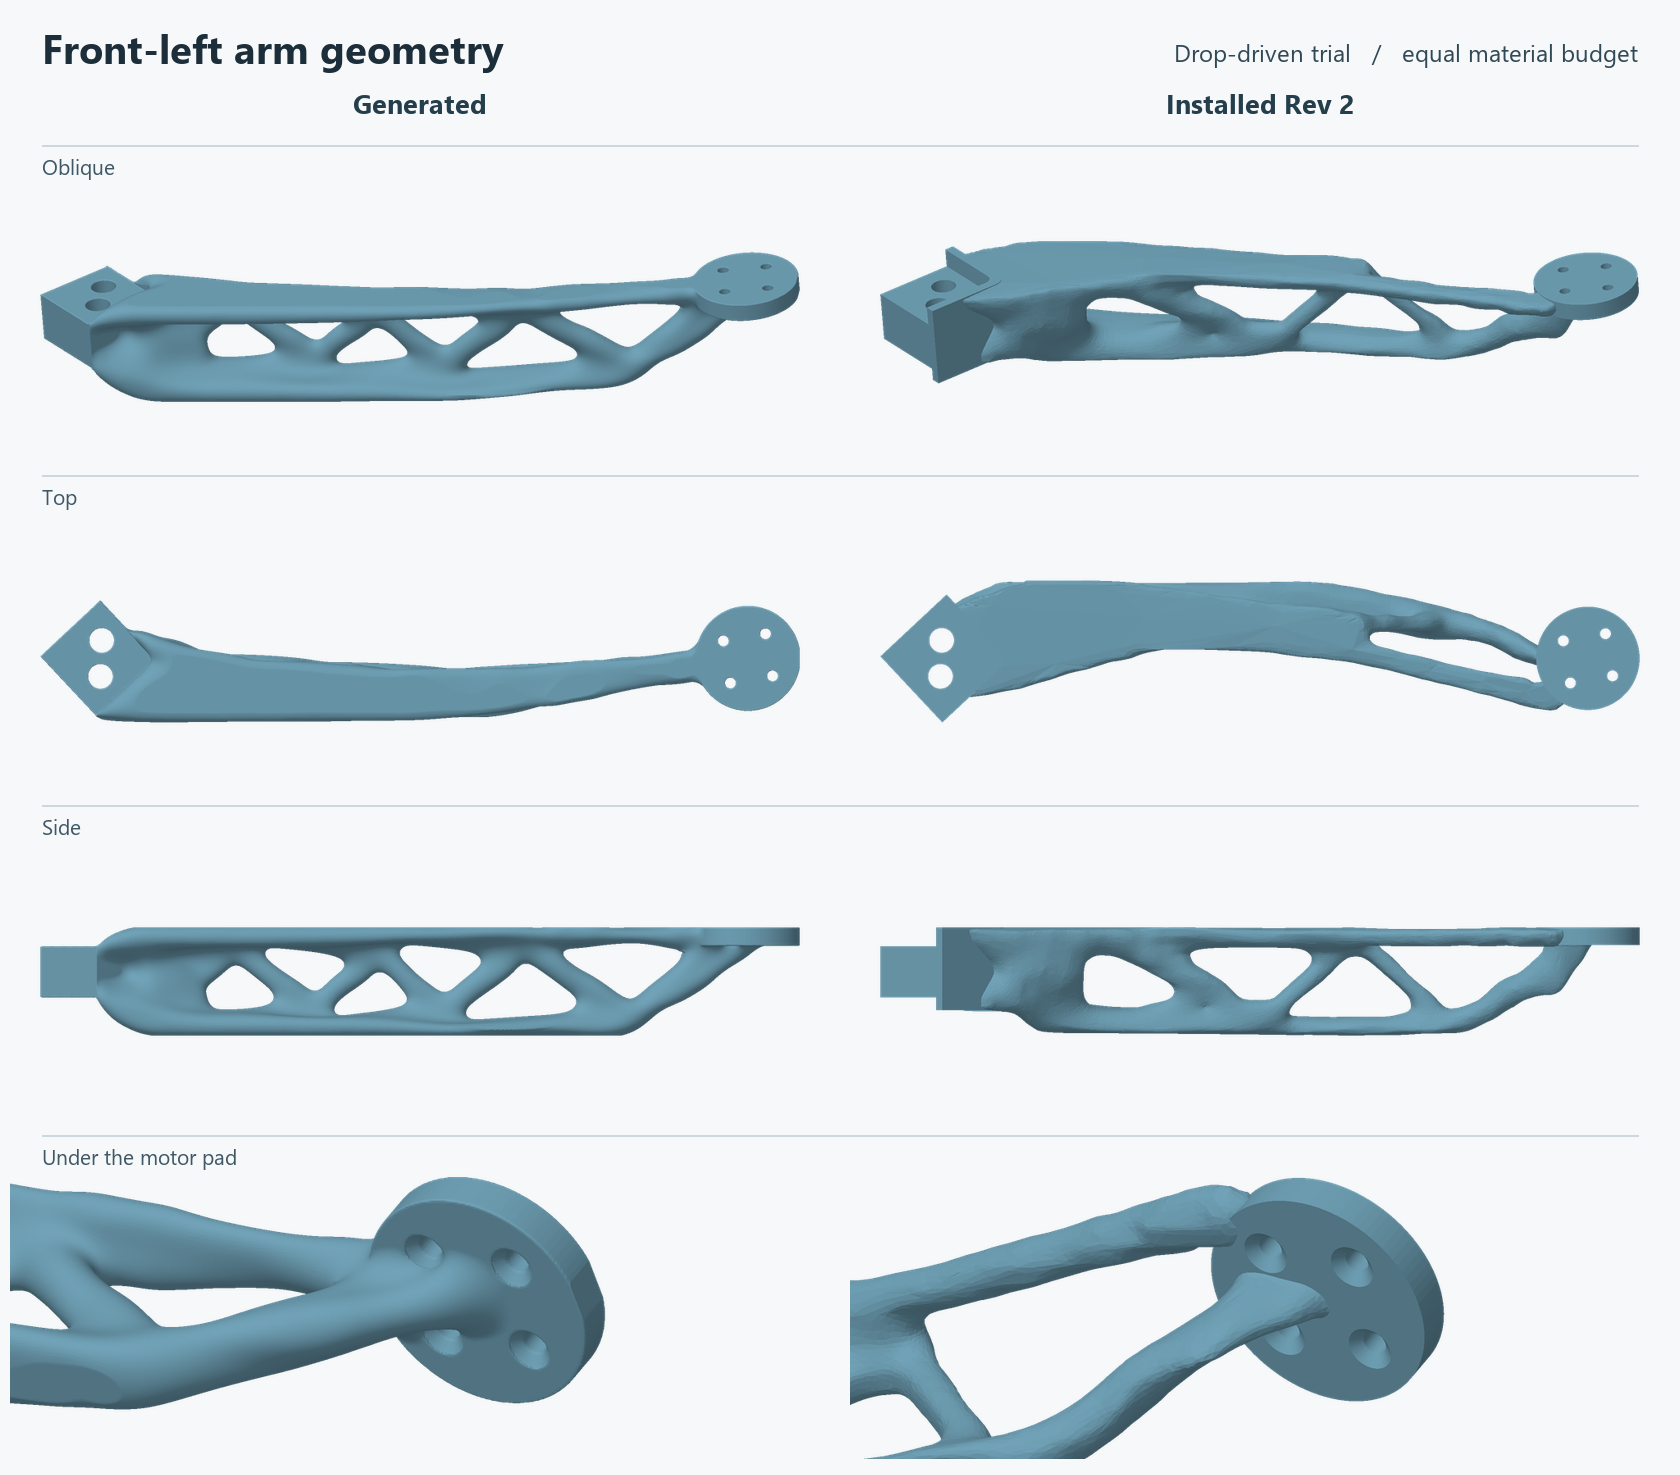 Front-left arm geometry
Drop-driven trial / equal material budget
Generated
Installed Rev 2
Oblique
Top
Side
Under the motor pad